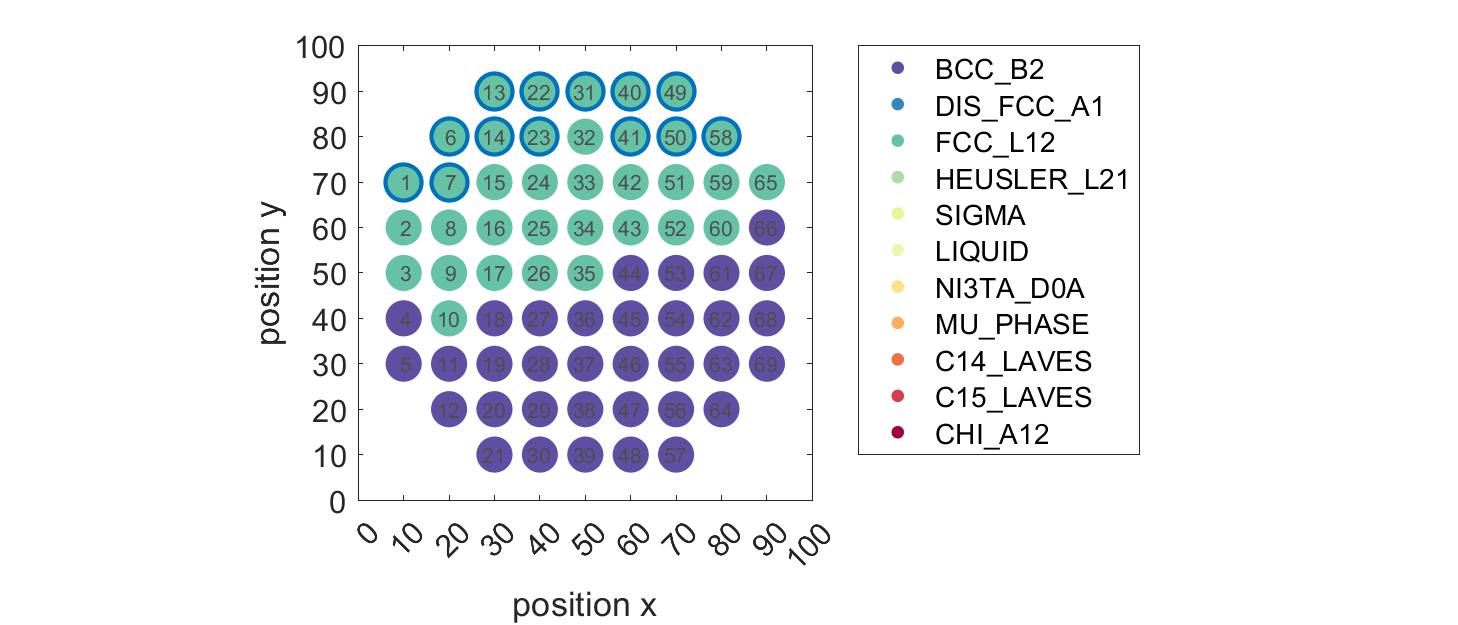 100
90
80
70
60
50
40
30
20
10
0
position y
13 22 31 40 49
6 14 23 32 41 50 58
1 7 15 24 33 42 51 59 65
2 8 16 25 34 43 52 60 66
3 9 17 26 35 44 53 61 67
4 10 18 27 36 45 54 62 68
5 11 19 28 37 46 55 63 69
12 20 29 38 47 56 64
21 30 39 48 57
0 10 20 30 40 50 60 70 80 90 100
position x
BCC_B2
DIS_FCC_A1
FCC_L12
HEUSLER_L21
SIGMA
LIQUID
NI3TA_D0A
MU_PHASE
C14_LAVES
C15_LAVES
CHI_A12